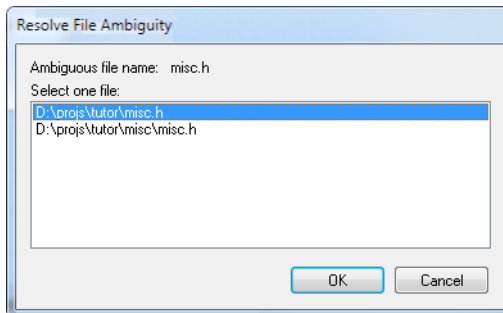 Resolve File Ambiguity
Ambiguous file name: misc.h
Select one file:
D:\projs\tutor\misc.h
D:\projs\tutor\misc\misc.h
OK Cancel